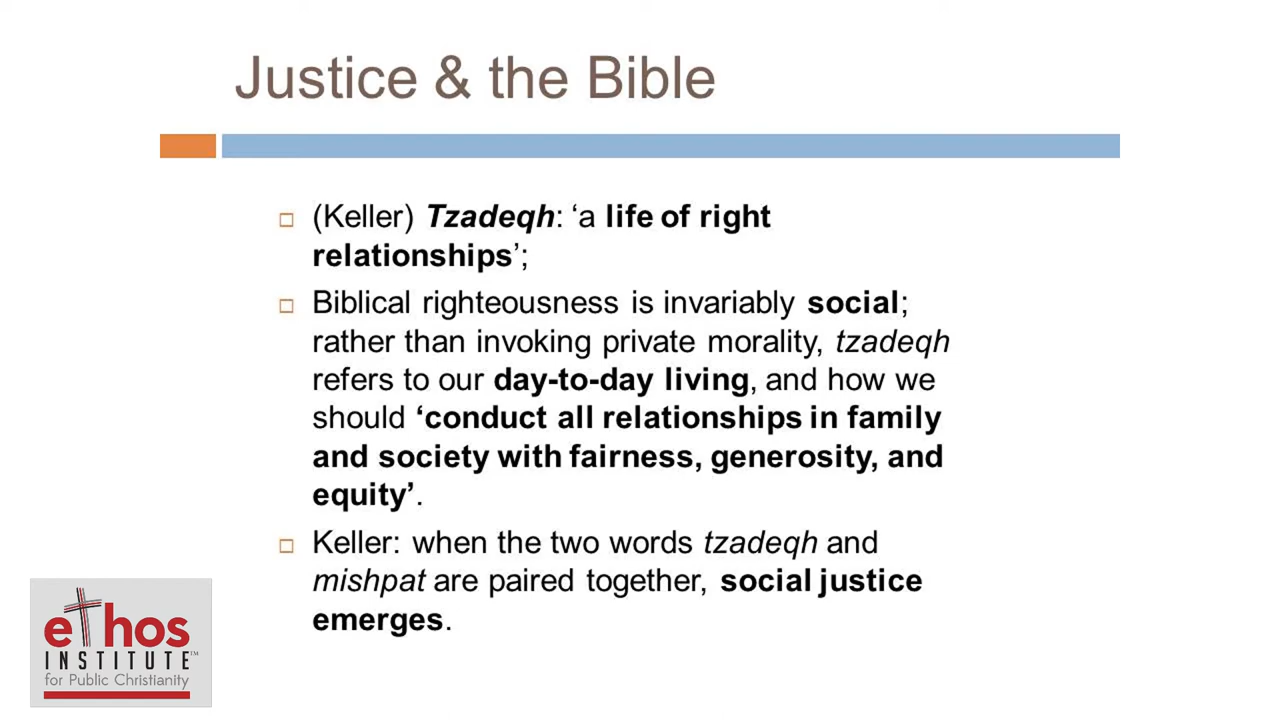 Justice & the Bible
(Keller) Tzadeqh: ‘a life of right
relationships’;
Biblical righteousness is invariably social;
rather than invoking private morality, tzadeqh
refers to our day-to-day living, and how we
should ‘conduct all relationships in family
and society with fairness, generosity, and
equity’.
Keller: when the two words tzadeqh and
mishpat are paired together, social justice
emerges.
ethos
INSTITUTE™
for Public Christianity